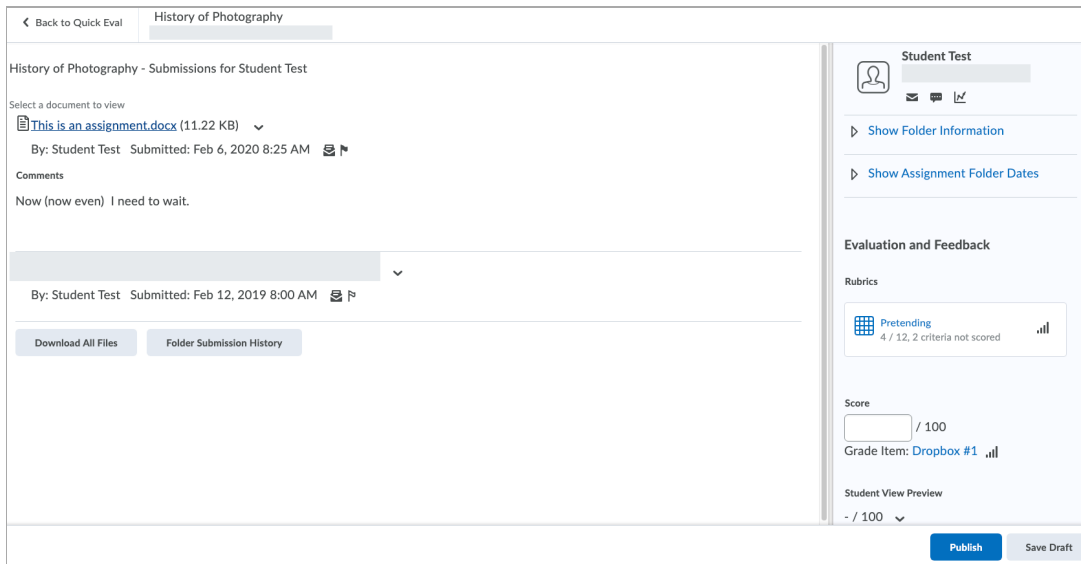 Back to Quick Eval
History of Photography
History of Photography - Submissions for Student Test
Select a document to view
This is an assignment.docx (11.22 KB)
By: Student Test Submitted: Feb 6, 2020 8:25 AM
Comments
Now (now even) I need to wait.
By: Student Test Submitted: Feb 12, 2019 8:00 AM
Download All Files Folder Submission History
Student Test
Show Folder Information
Show Assignment Folder Dates
Evaluation and Feedback
Rubrics
Pretending
4 / 12, 2 criteria not scored
Score
/ 100
Grade Item: Dropbox #1
Student View Preview
- / 100
Publish Save Draft